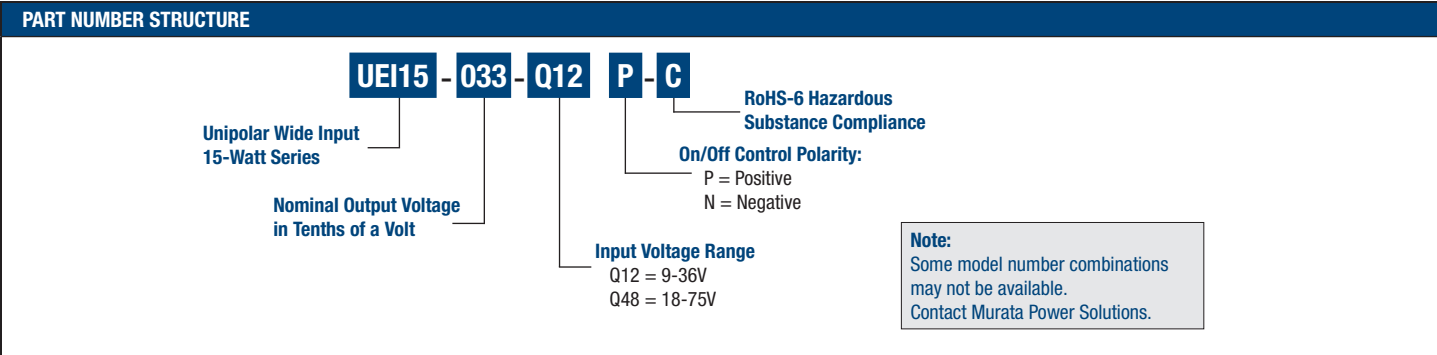 PART NUMBER STRUCTURE
UEI15 - 033 - Q12 P - C
RoHS-6 Hazardous
Substance Compliance
Unipolar Wide Input
15-Watt Series
On/Off Control Polarity:
P = Positive
N = Negative
Nominal Output Voltage
in Tenths of a Volt
Input Voltage Range
Q12 = 9-36V
Q48 = 18-75V
Note:
Some model number combinations
may not be available.
Contact Murata Power Solutions.